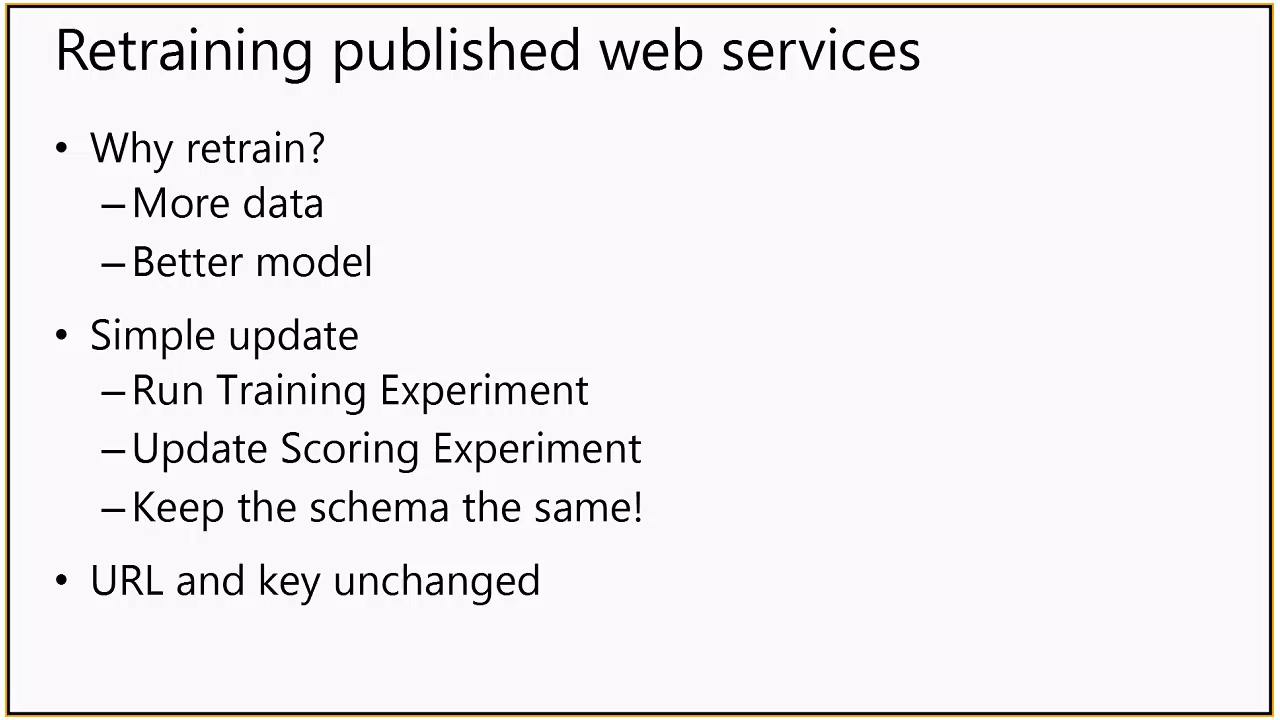 Retraining published web services
• Why retrain?
– More data
– Better model
• Simple update
– Run Training Experiment
– Update Scoring Experiment
– Keep the schema the same!
• URL and key unchanged